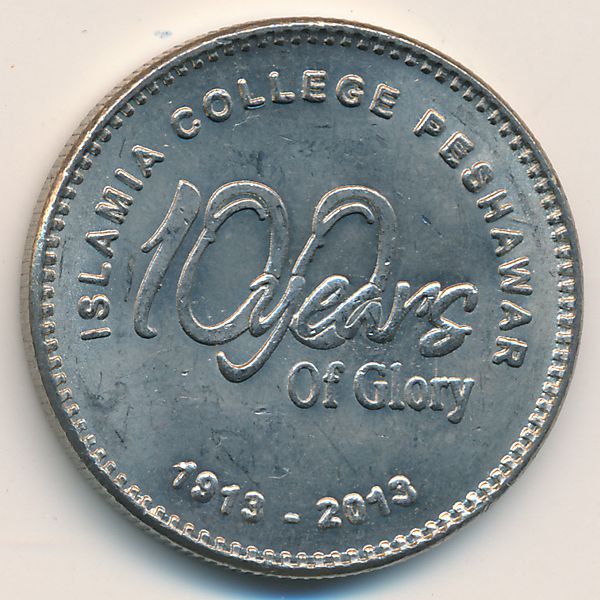 ISLAMIA COLLEGE PESHAWAR
100 years
Of Glory
1913 - 2013